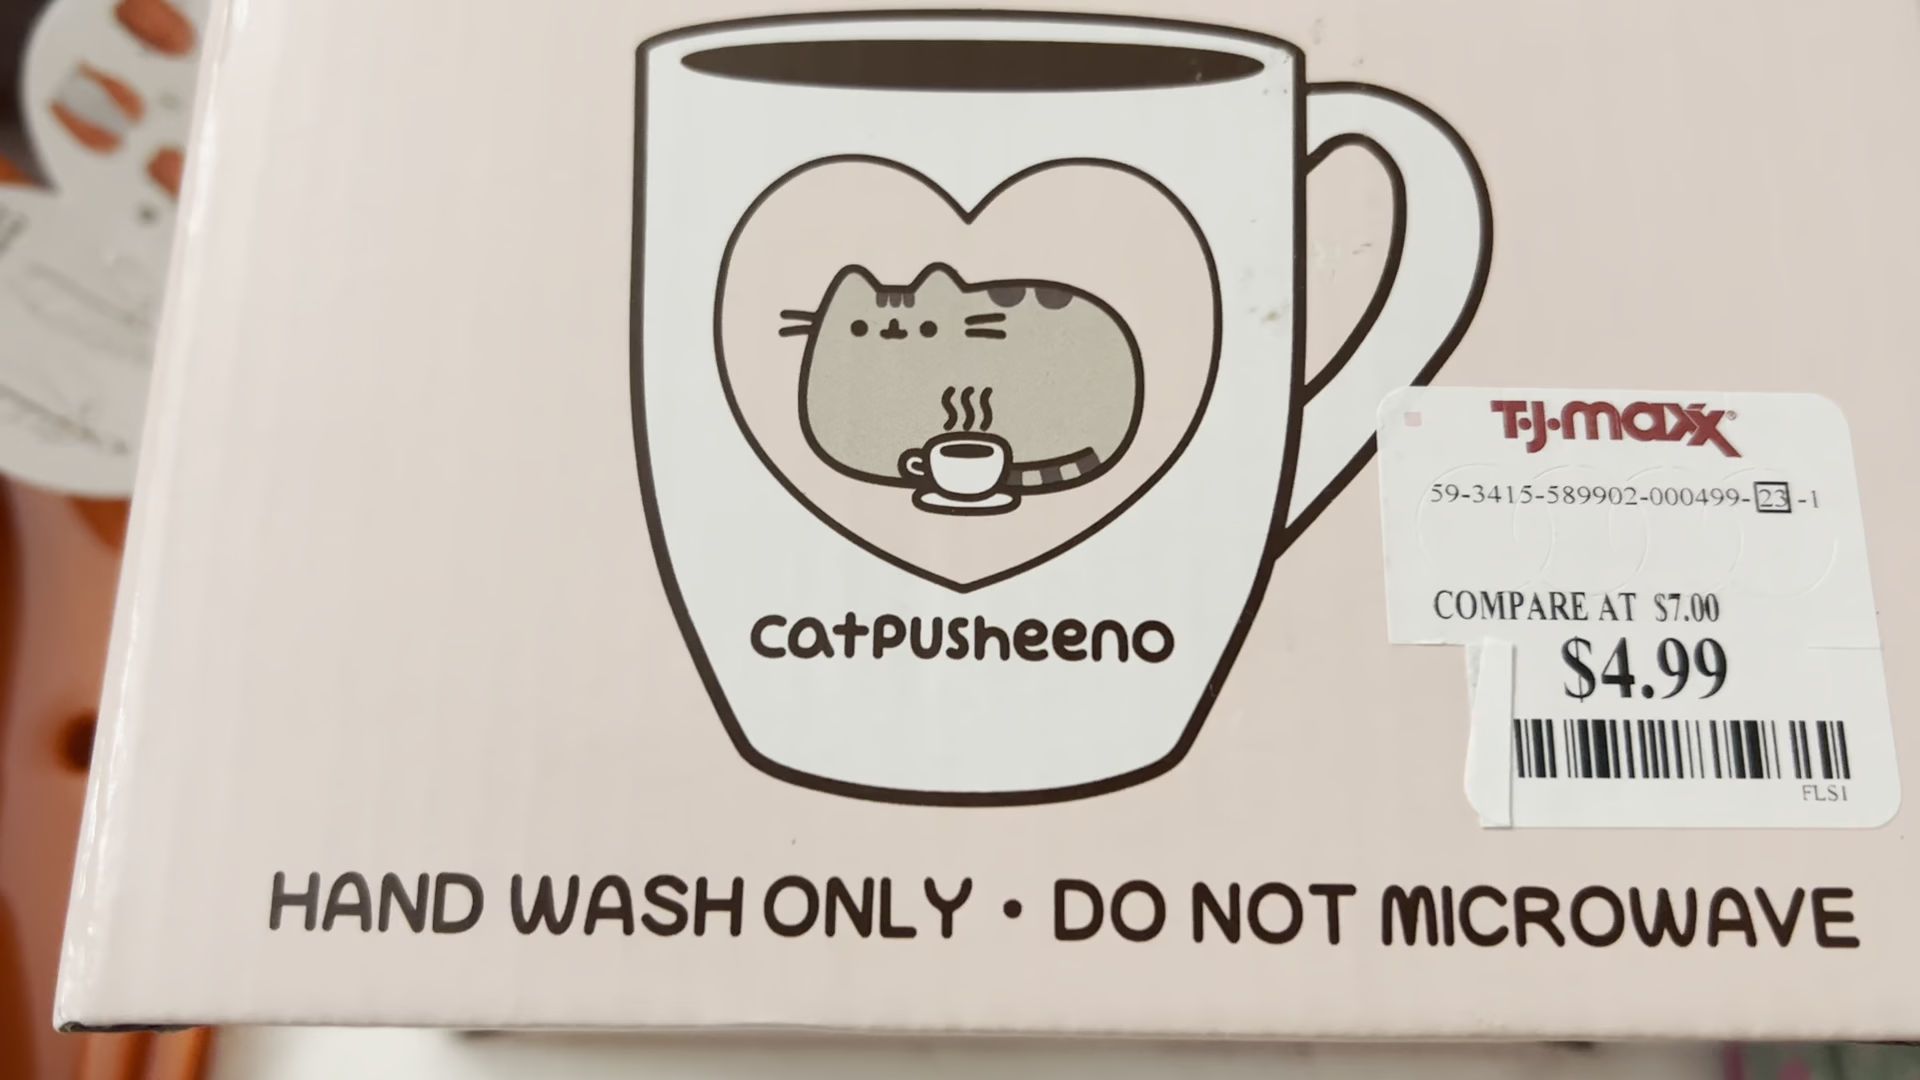 catpusheeno
T·J·maxx®
59-3415-589902-000499-23-1
COMPARE AT $7.00
$4.99
FLS1
HAND WASH ONLY • DO NOT MICROWAVE